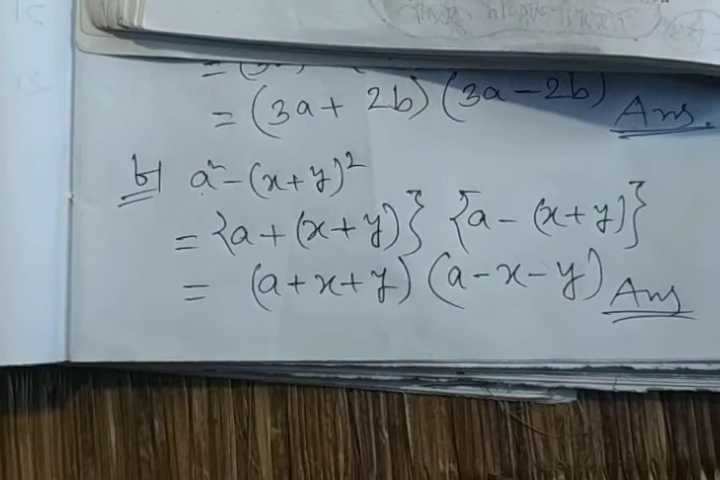 = (3a + 2b) (3a - 2b) Ans.
b) a² - (x + y)²
= {a + (x + y)} {a - (x + y)}
= (a + x + y) (a - x - y) Ans